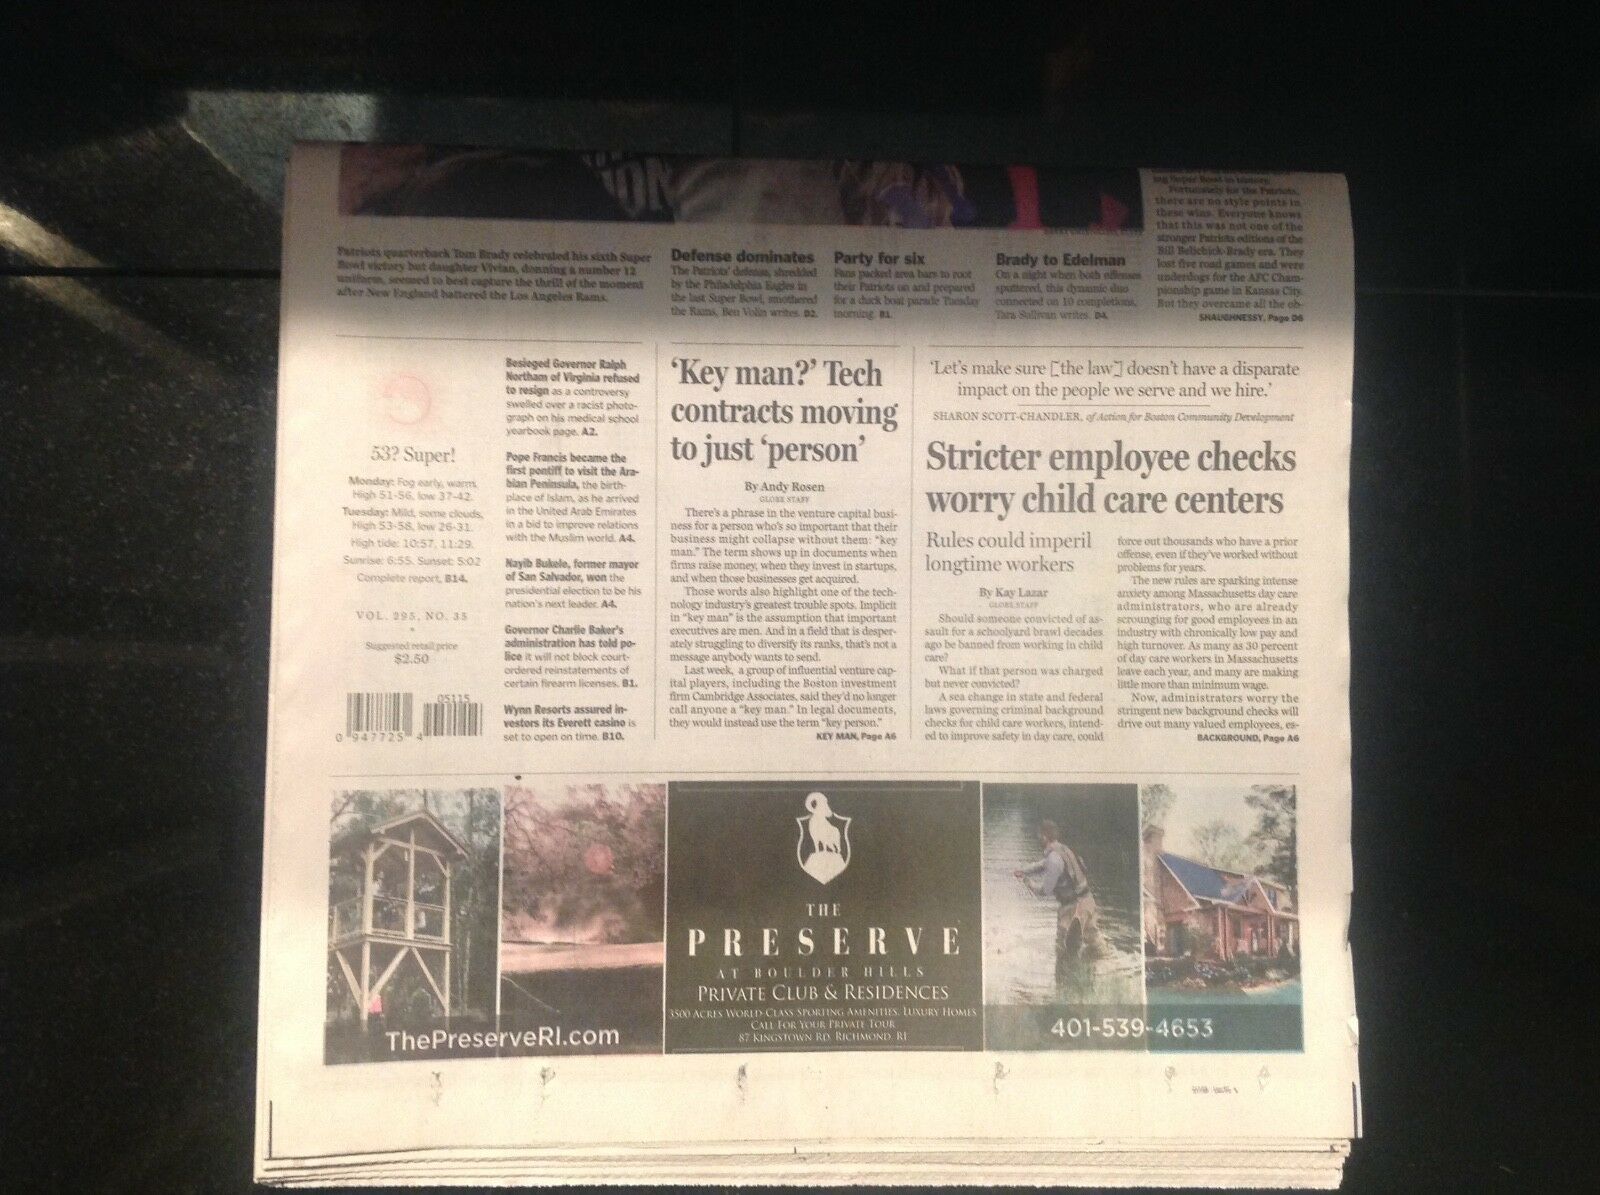 ION
ing Super Bowl in history.
Fortunately for the Patriots,
there are no style points in
these wins. Everyone knows
that this was not one of the
stronger Patriots editions of the
Bill Belichick-Brady era. They
lost five road games and were
underdogs for the AFC Cham-
pionship game in Kansas City.
But they overcame all the ob-
SHAUGHNESSY, Page D6
Patriots quarterback Tom Brady celebrated his sixth Super
Bowl victory but daughter Vivian, donning a number 12
uniform, seemed to best capture the thrill of the moment
after New England battered the Los Angeles Rams.
Defense dominates
The Patriots' defense, shredded
by the Philadelphia Eagles in
the last Super Bowl, smothered
the Rams, Ben Volin writes. D2.
Party for six
Fans packed area bars to root
their Patriots on and prepared
for a duck boat parade Tuesday
morning. B1.
Brady to Edelman
On a night when both offenses
sputtered, this dynamic duo
connected on 10 completions,
Tara Sullivan writes. D4.
53? Super!
Monday: Fog early, warm.
High 51-56, low 37-42.
Tuesday: Mild, some clouds.
High 53-58, low 26-31.
High tide: 10:57, 11:29.
Sunrise: 6:55. Sunset: 5:02
Complete report, B14.
VOL. 295, NO. 35
*
Suggested retail price
$2.50
05115
0 947725 4
Besieged Governor Ralph
Northam of Virginia refused
to resign as a controversy
swelled over a racist photo-
graph on his medical school
yearbook page. A2.
Pope Francis became the
first pontiff to visit the Ara-
bian Peninsula, the birth-
place of Islam, as he arrived
in the United Arab Emirates
in a bid to improve relations
with the Muslim world. A4.
Nayib Bukele, former mayor
of San Salvador, won the
presidential election to be his
nation's next leader. A4.
Governor Charlie Baker's
administration has told po-
lice it will not block court-
ordered reinstatements of
certain firearm licenses. B1.
Wynn Resorts assured in-
vestors its Everett casino is
set to open on time. B10.
'Key man?' Tech
contracts moving
to just 'person'
By Andy Rosen
GLOBE STAFF
There's a phrase in the venture capital busi-
ness for a person who's so important that their
business might collapse without them: "key
man." The term shows up in documents when
firms raise money, when they invest in startups,
and when those businesses get acquired.
Those words also highlight one of the tech-
nology industry's greatest trouble spots. Implicit
in "key man" is the assumption that important
executives are men. And in a field that is desper-
ately struggling to diversify its ranks, that's not a
message anybody wants to send.
Last week, a group of influential venture cap-
ital players, including the Boston investment
firm Cambridge Associates, said they'd no longer
call anyone a "key man." In legal documents,
they would instead use the term "key person."
KEY MAN, Page A6
'Let's make sure [the law] doesn't have a disparate
impact on the people we serve and we hire.'
SHARON SCOTT-CHANDLER, of Action for Boston Community Development
Stricter employee checks
worry child care centers
Rules could imperil
longtime workers
By Kay Lazar
GLOBE STAFF
Should someone convicted of as-
sault for a schoolyard brawl decades
ago be banned from working in child
care?
What if that person was charged
but never convicted?
A sea change in state and federal
laws governing criminal background
checks for child care workers, intend-
ed to improve safety in day care, could
force out thousands who have a prior
offense, even if they've worked without
problems for years.
The new rules are sparking intense
anxiety among Massachusetts day care
administrators, who are already
scrounging for good employees in an
industry with chronically low pay and
high turnover. As many as 30 percent
of day care workers in Massachusetts
leave each year, and many are making
little more than minimum wage.
Now, administrators worry the
stringent new background checks will
drive out many valued employees, es-
BACKGROUND, Page A6
THE
PRESERVE
AT BOULDER HILLS
PRIVATE CLUB & RESIDENCES
3500 ACRES WORLD-CLASS SPORTING AMENITIES. LUXURY HOMES
CALL FOR YOUR PRIVATE TOUR
87 KINGSTOWN RD. RICHMOND, RI
ThePreserveRI.com
401-539-4653